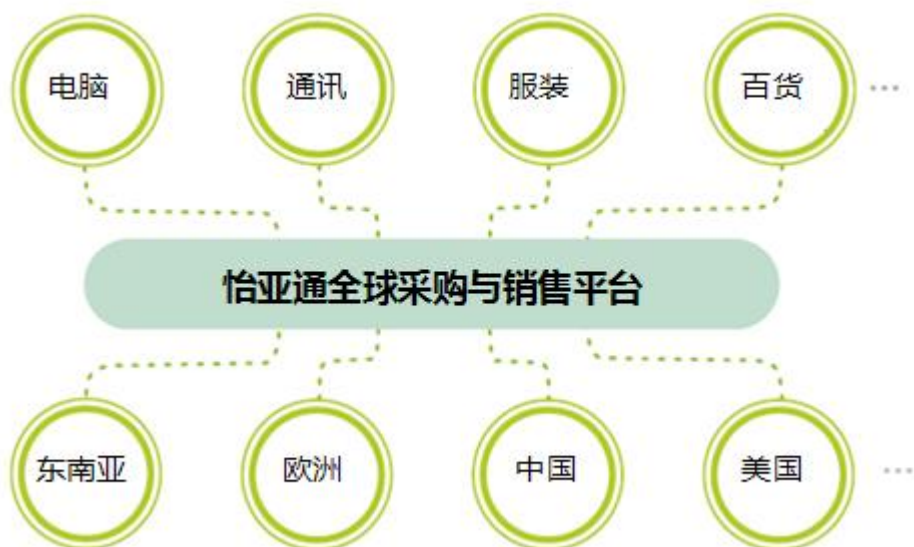 电脑 通讯 服装 百货 ...
怡亚通全球采购与销售平台
东南亚 欧洲 中国 美国 ...